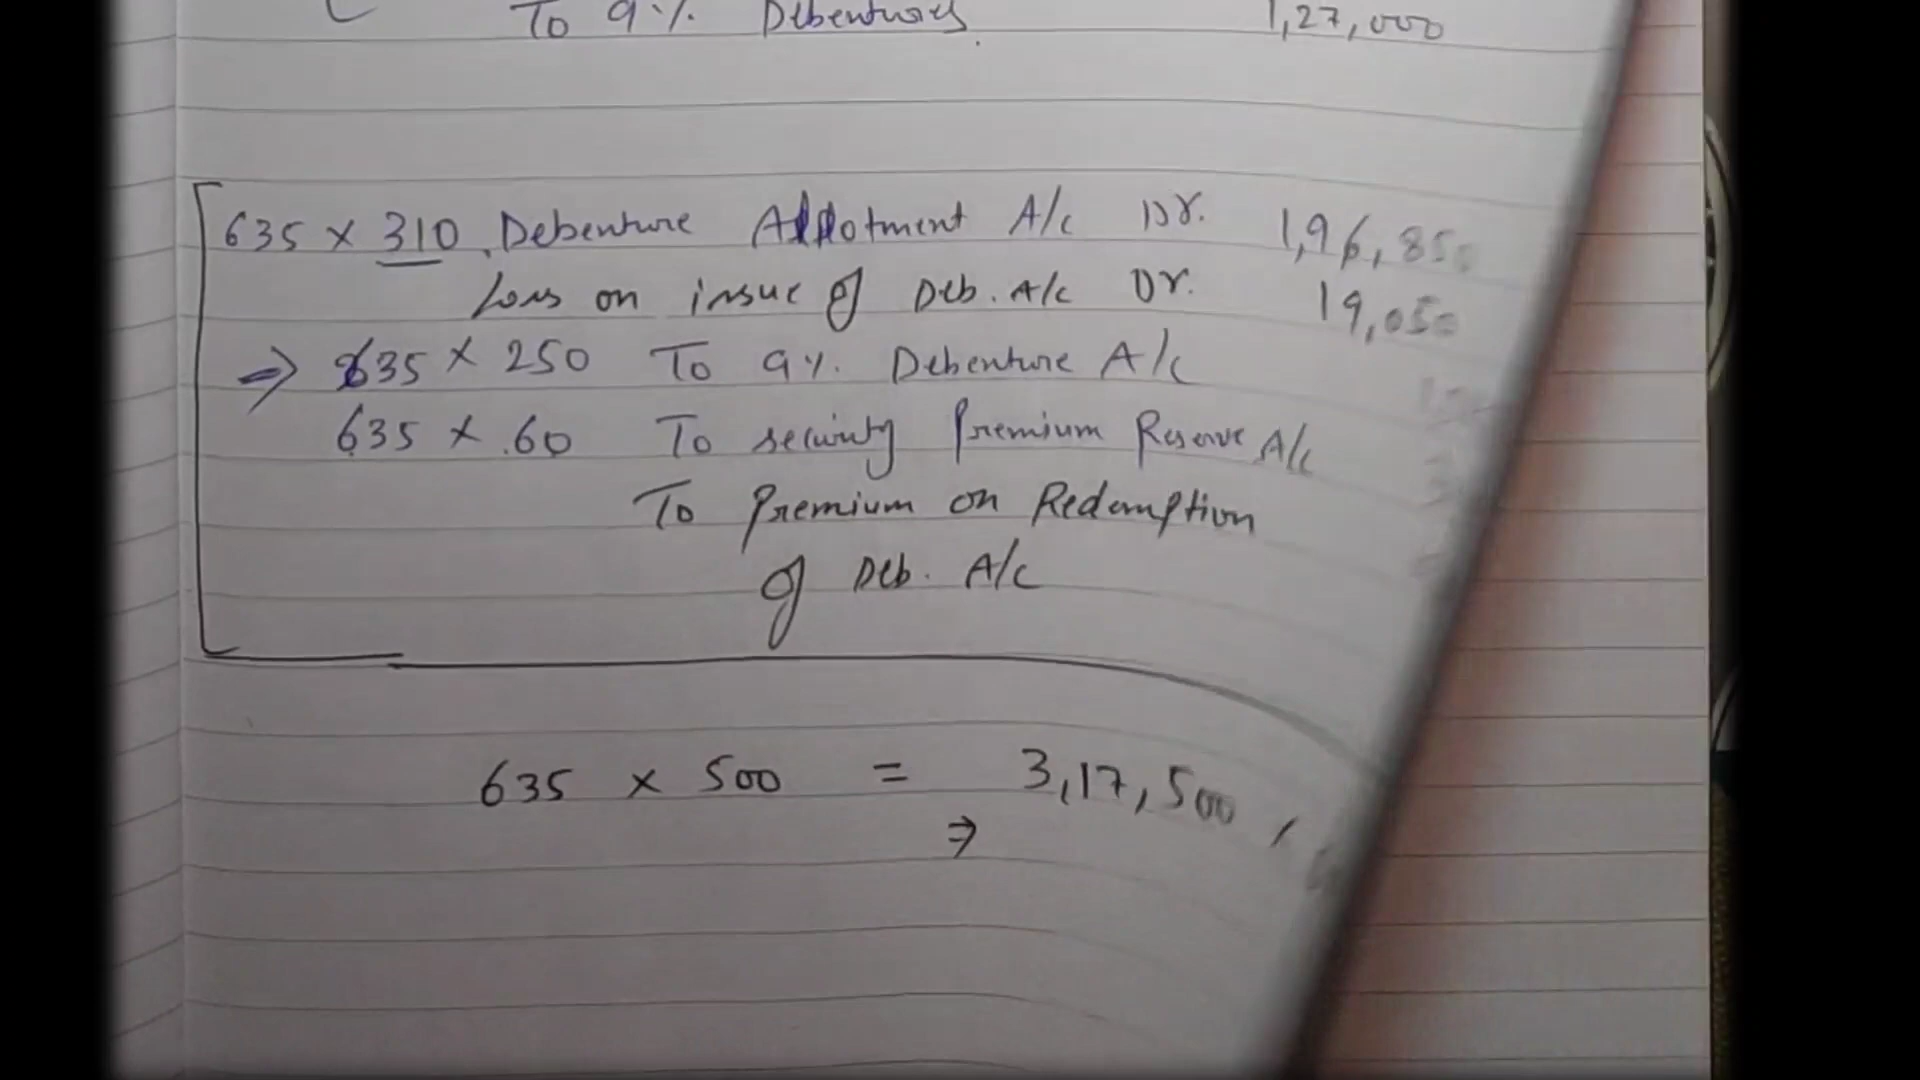 To 9% Debentures 1,27,000
635 x 310 Debenture Allotment A/c Dr. 1,96,850
Loss on issue of Deb. A/c Dr. 19,050
⇒ 635 x 250 To 9% Debenture A/c
635 x 60 To security Premium Reserve A/c
To Premium on Redemption
of Deb. A/c
635 x 500 = 3,17,500
⇒